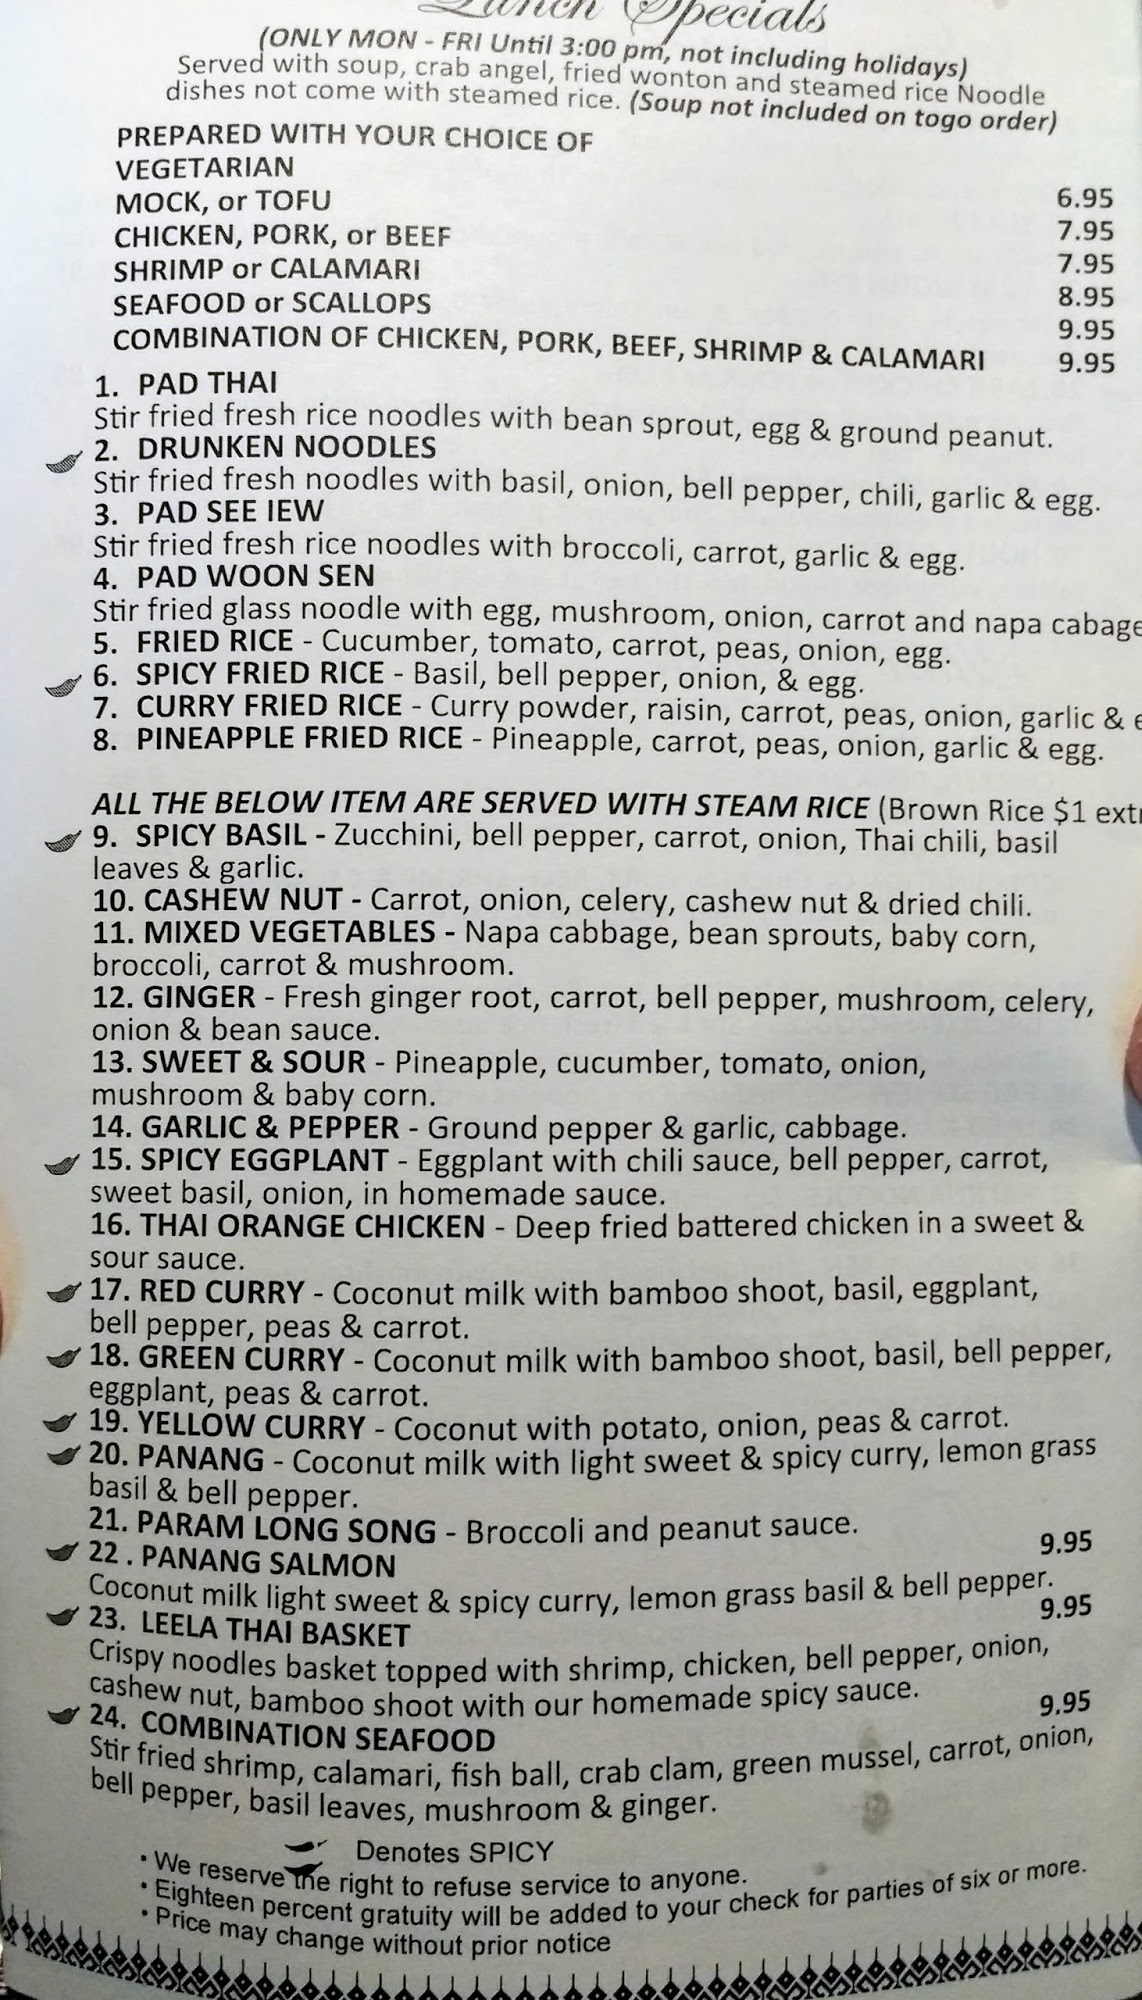 Lunch Specials
(ONLY MON - FRI Until 3:00 pm, not including holidays)
Served with soup, crab angel, fried wonton and steamed rice Noodle
dishes not come with steamed rice. (Soup not included on togo order)
PREPARED WITH YOUR CHOICE OF
VEGETARIAN 6.95
MOCK, or TOFU 7.95
CHICKEN, PORK, or BEEF 7.95
SHRIMP or CALAMARI 8.95
SEAFOOD or SCALLOPS 9.95
COMBINATION OF CHICKEN, PORK, BEEF, SHRIMP & CALAMARI 9.95
1. PAD THAI
Stir fried fresh rice noodles with bean sprout, egg & ground peanut.
2. DRUNKEN NOODLES
Stir fried fresh noodles with basil, onion, bell pepper, chili, garlic & egg.
3. PAD SEE IEW
Stir fried fresh rice noodles with broccoli, carrot, garlic & egg.
4. PAD WOON SEN
Stir fried glass noodle with egg, mushroom, onion, carrot and napa cabage
5. FRIED RICE - Cucumber, tomato, carrot, peas, onion, egg.
6. SPICY FRIED RICE - Basil, bell pepper, onion, & egg.
7. CURRY FRIED RICE - Curry powder, raisin, carrot, peas, onion, garlic & e
8. PINEAPPLE FRIED RICE - Pineapple, carrot, peas, onion, garlic & egg.
ALL THE BELOW ITEM ARE SERVED WITH STEAM RICE (Brown Rice $1 extr
9. SPICY BASIL - Zucchini, bell pepper, carrot, onion, Thai chili, basil
leaves & garlic.
10. CASHEW NUT - Carrot, onion, celery, cashew nut & dried chili.
11. MIXED VEGETABLES - Napa cabbage, bean sprouts, baby corn,
broccoli, carrot & mushroom.
12. GINGER - Fresh ginger root, carrot, bell pepper, mushroom, celery,
onion & bean sauce.
13. SWEET & SOUR - Pineapple, cucumber, tomato, onion,
mushroom & baby corn.
14. GARLIC & PEPPER - Ground pepper & garlic, cabbage.
15. SPICY EGGPLANT - Eggplant with chili sauce, bell pepper, carrot,
sweet basil, onion, in homemade sauce.
16. THAI ORANGE CHICKEN - Deep fried battered chicken in a sweet &
sour sauce.
17. RED CURRY - Coconut milk with bamboo shoot, basil, eggplant,
bell pepper, peas & carrot.
18. GREEN CURRY - Coconut milk with bamboo shoot, basil, bell pepper,
eggplant, peas & carrot.
19. YELLOW CURRY - Coconut with potato, onion, peas & carrot.
20. PANANG - Coconut milk with light sweet & spicy curry, lemon grass
basil & bell pepper.
21. PARAM LONG SONG - Broccoli and peanut sauce.
22 . PANANG SALMON 9.95
Coconut milk light sweet & spicy curry, lemon grass basil & bell pepper.
23. LEELA THAI BASKET 9.95
Crispy noodles basket topped with shrimp, chicken, bell pepper, onion,
cashew nut, bamboo shoot with our homemade spicy sauce.
24. COMBINATION SEAFOOD 9.95
Stir fried shrimp, calamari, fish ball, crab clam, green mussel, carrot, onion,
bell pepper, basil leaves, mushroom & ginger.
Denotes SPICY
• We reserve the right to refuse service to anyone.
• Eighteen percent gratuity will be added to your check for parties of six or more.
• Price may change without prior notice